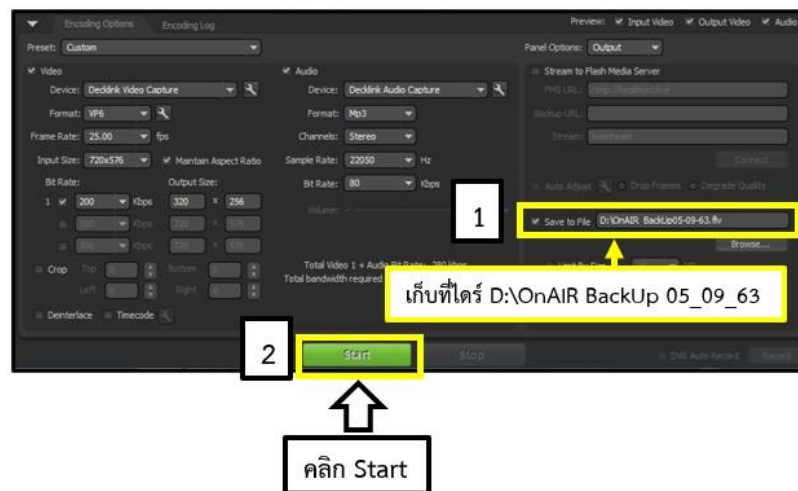 Encoding Options Encoding Log Preview: Input Video Output Video Audio
Preset: Custom Panel Options: Output
Video Audio Stream to Flash Media Server
Device: Decklink Video Capture Device: Decklink Audio Capture FMS URL:
Format: VP6 Format: Mp3 Backup URL:
Frame Rate: 25.00 fps Channels: Stereo Stream: livestream
Input Size: 720x576 Maintain Aspect Ratio Sample Rate: 22050 Hz Connect
Bit Rate: Output Size: Bit Rate: 80 Kbps Auto Adjust Drop Frames Degrade Quality
1 200 Kbps 320 x 256 Volume: 1 Save to File D:\OnAIR BackUp05-09-63.flv
Kbps x
Kbps x Browse...
Crop Top Bottom Total Video 1 + Audio Bit Rate: 280 kbps
Left Right Total bandwidth required
เก็บที่ไดร์ D:\OnAIR BackUp 05_09_63
Deinterlace Timecode
2 Start Stop DVR Auto Record Record
คลิก Start